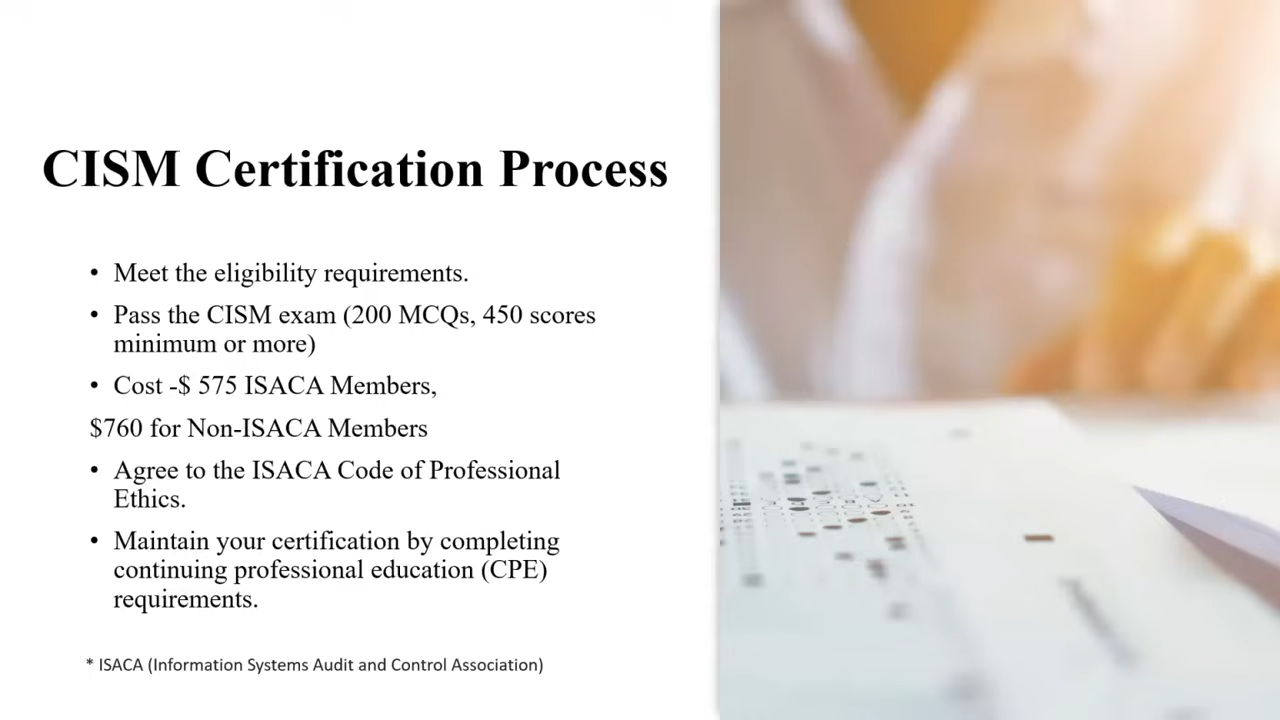 CISM Certification Process
• Meet the eligibility requirements.
• Pass the CISM exam (200 MCQs, 450 scores
minimum or more)
• Cost -$ 575 ISACA Members,
$760 for Non-ISACA Members
• Agree to the ISACA Code of Professional
Ethics.
• Maintain your certification by completing
continuing professional education (CPE)
requirements.
* ISACA (Information Systems Audit and Control Association)